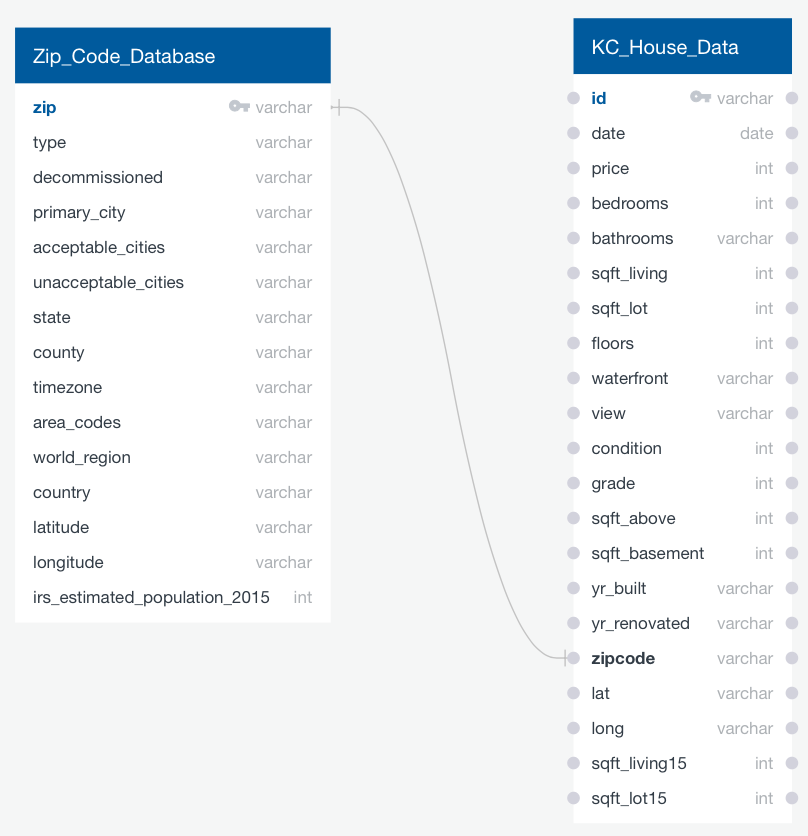 Zip_Code_Database
zip varchar
type varchar
decommissioned varchar
primary_city varchar
acceptable_cities varchar
unacceptable_cities varchar
state varchar
county varchar
timezone varchar
area_codes varchar
world_region varchar
country varchar
latitude varchar
longitude varchar
irs_estimated_population_2015 int
KC_House_Data
id varchar
date date
price int
bedrooms int
bathrooms varchar
sqft_living int
sqft_lot int
floors int
waterfront varchar
view varchar
condition int
grade int
sqft_above int
sqft_basement int
yr_built varchar
yr_renovated varchar
zipcode varchar
lat varchar
long varchar
sqft_living15 int
sqft_lot15 int